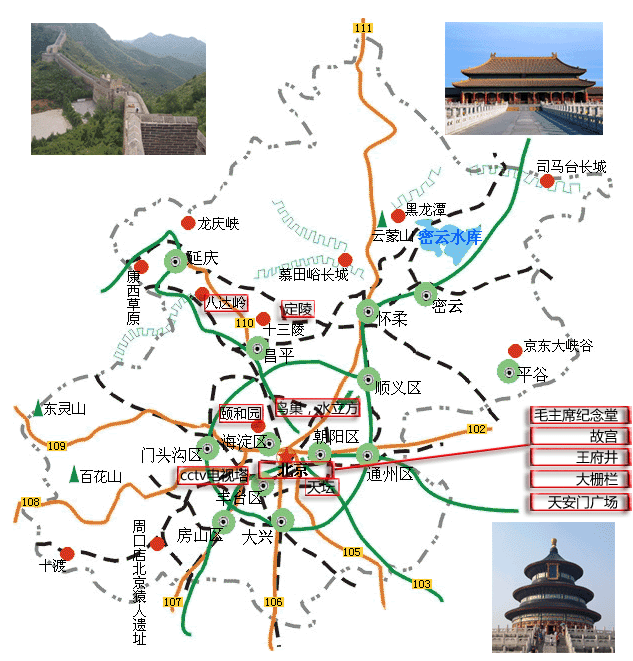 111
司马台长城
黑龙潭
龙庆峡
云蒙山
密云水库
延庆
慕田峪长城
康西草原
八达岭
密云
定陵
怀柔
110
十三陵
昌平
京东大峡谷
平谷
顺义区
东灵山
颐和园
鸟巢，水立方
毛主席纪念堂
102
海淀区
朝阳区
故宫
109
门头沟区
通州区
王府井
北京
百花山
cctv电视塔
大栅栏
丰台区
天坛
108
天安门广场
房山区
大兴
周口店北京猿人遗址
105
十渡
103
107
106